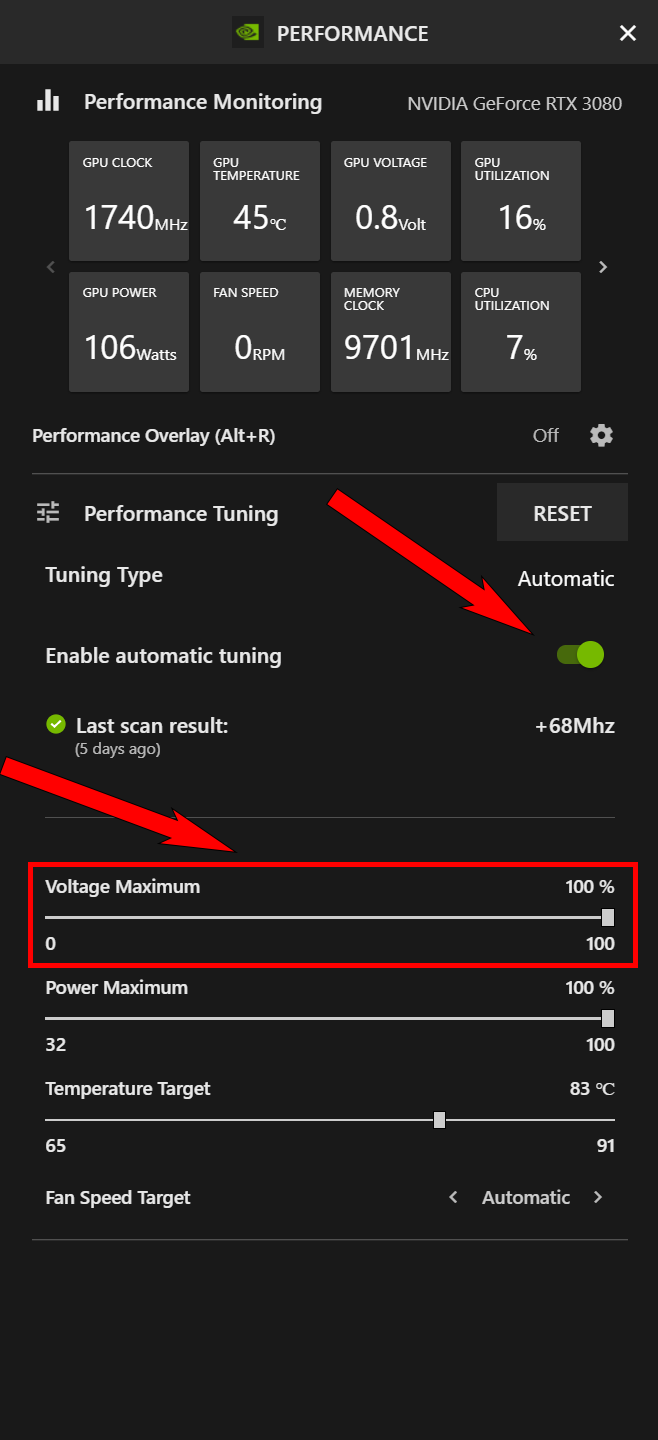 PERFORMANCE
Performance Monitoring
NVIDIA GeForce RTX 3080
GPU CLOCK
1740MHz
GPU
TEMPERATURE
45℃
GPU VOLTAGE
0.8Volt
GPU
UTILIZATION
16%
GPU POWER
106Watts
FAN SPEED
0RPM
MEMORY
CLOCK
9701MHz
CPU
UTILIZATION
7%
Performance Overlay (Alt+R)
Off
Performance Tuning
RESET
Tuning Type
Automatic
Enable automatic tuning
Last scan result:
+68Mhz
(5 days ago)
Voltage Maximum
100 %
0
100
Power Maximum
100 %
32
100
Temperature Target
83 ℃
65
91
Fan Speed Target
Automatic